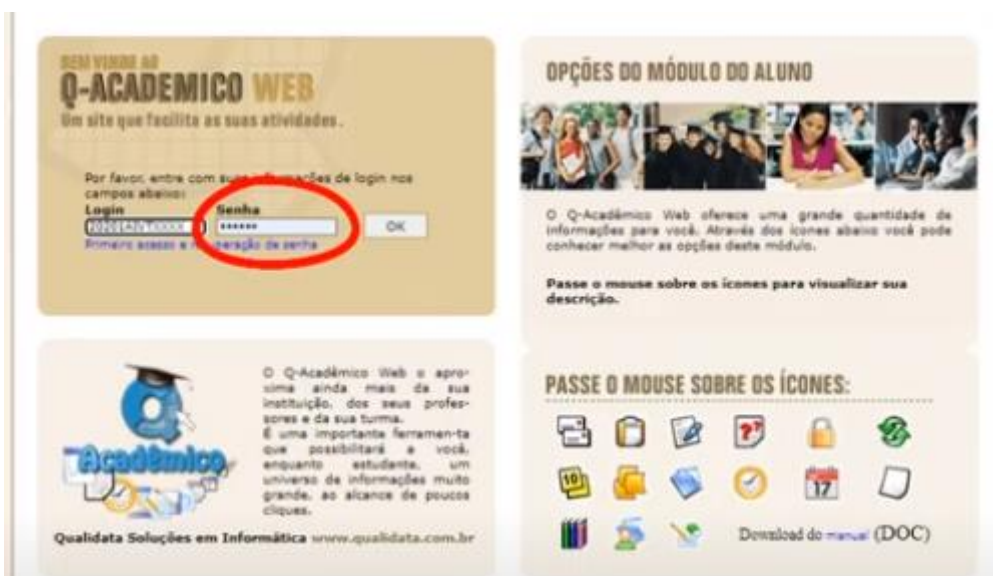 BEM VINDO AO
Q-ACADEMICO WEB
Um site que facilita as suas atividades.
Por favor, entre com suas informações de login nos
campos abaixo:
Login
Senha
******
OK
Primeiro acesso e
senha
OPÇÕES DO MÓDULO DO ALUNO
O Q-Acadêmico Web oferece uma grande quantidade de
informações para você. Através dos ícones abaixo você pode
conhecer melhor as opções deste módulo.
Passe o mouse sobre os ícones para visualizar sua
descrição.
Q
Acadêmico
O Q-Acadêmico Web o apro-
xima ainda mais da sua
instituição, dos seus profes-
sores e da sua turma.
É uma importante ferramen-ta
que possibilitará a você,
enquanto estudante, um
universo de informações muito
grande, ao alcance de poucos
cliques.
Qualidata Soluções em Informática www.qualidata.com.br
PASSE O MOUSE SOBRE OS ÍCONES:
??
10
17
Download do manual (DOC)